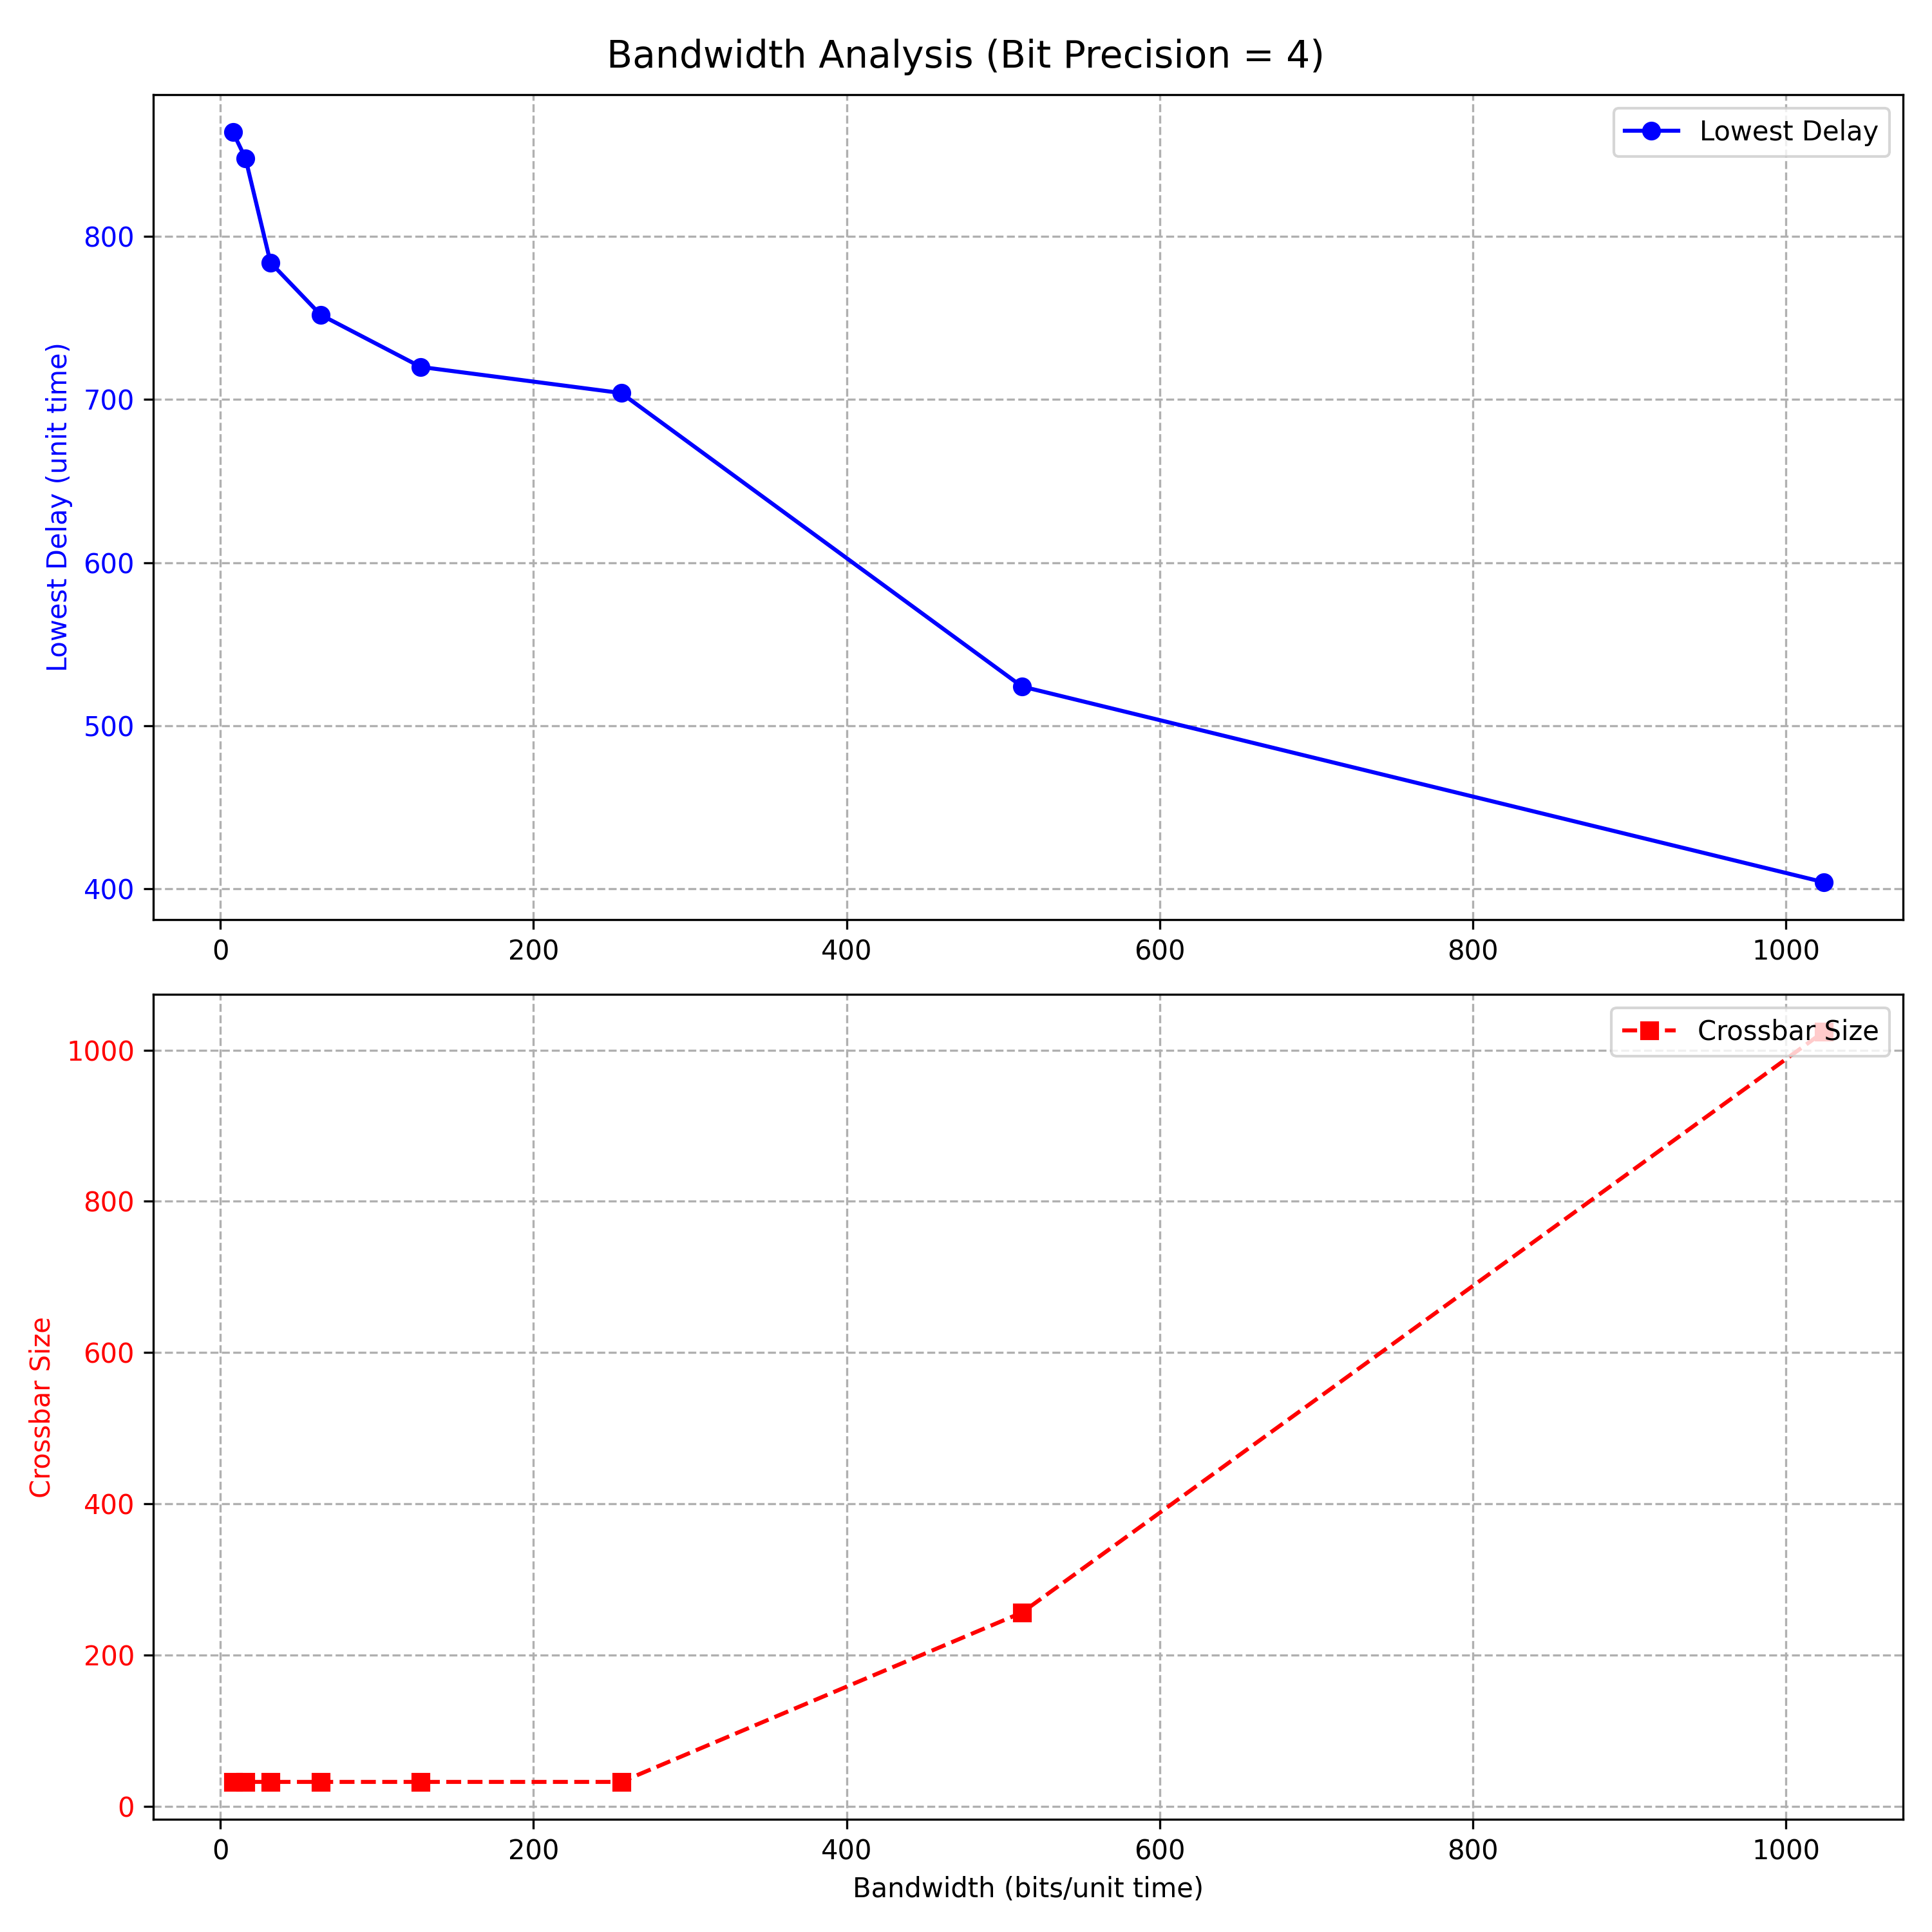 Bandwidth Analysis (Bit Precision = 4)
Lowest Delay
800
700
600
500
400
Lowest Delay (unit time)
0 200 400 600 800 1000
Crossbar Size
1000
800
600
400
200
0
Crossbar Size
0 200 400 600 800 1000
Bandwidth (bits/unit time)